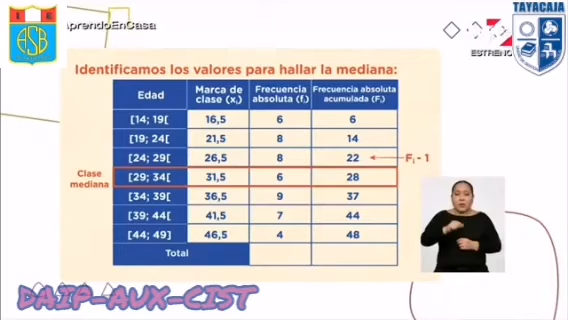 AprendoEnCasa
ASB
TAYACAJA
ESTRENO
Identificamos los valores para hallar la mediana:
Edad Marca de clase (xᵢ) Frecuencia absoluta (fᵢ) Frecuencia absoluta acumulada (Fᵢ)
[14; 19[ 16,5 6 6
[19; 24[ 21,5 8 14
[24; 29[ 26,5 8 22 Fᵢ - 1
Clase mediana [29; 34[ 31,5 6 28
[34; 39[ 36,5 9 37
[39; 44[ 41,5 7 44
[44; 49] 46,5 4 48
Total
DAIP-AUX-CIST